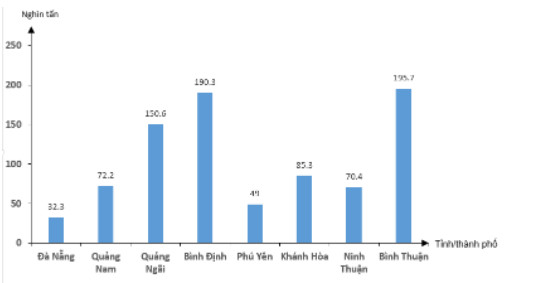 Nghìn tấn
250
200
150
100
50
0
32.3
72.2
150.6
190.3
49
85.3
70.4
195.7
Đà Nẵng
Quảng Nam
Quảng Ngãi
Bình Định
Phú Yên
Khánh Hòa
Ninh Thuận
Bình Thuận
Tỉnh/thành phố